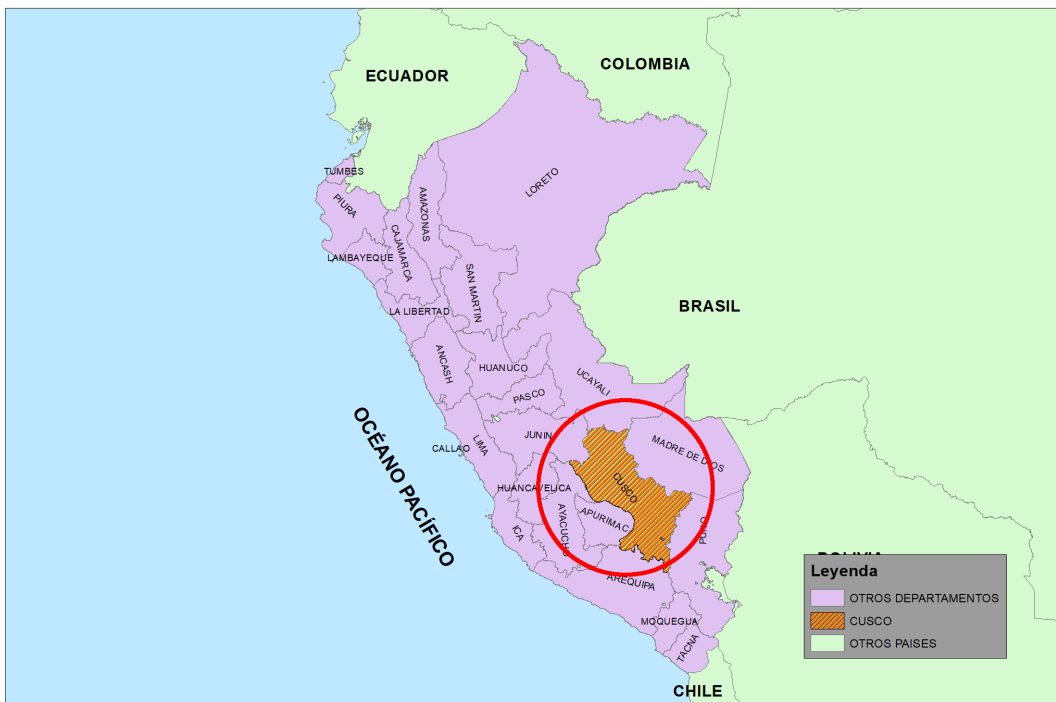 COLOMBIA
ECUADOR
TUMBES
LORETO
PIURA
AMAZONAS
CAJAMARCA
LAMBAYEQUE
SAN MARTIN
BRASIL
LA LIBERTAD
ANCASH
HUANUCO
UCAYALI
PASCO
OCÉANO PACÍFICO
JUNIN
LIMA
CALLAO
MADRE DE DIOS
CUSCO
HUANCAVELICA
APURIMAC
AYACUCHO
ICA
PUNO
BOLIVIA
AREQUIPA
Leyenda
OTROS DEPARTAMENTOS
CUSCO
OTROS PAISES
MOQUEGUA
TACNA
CHILE